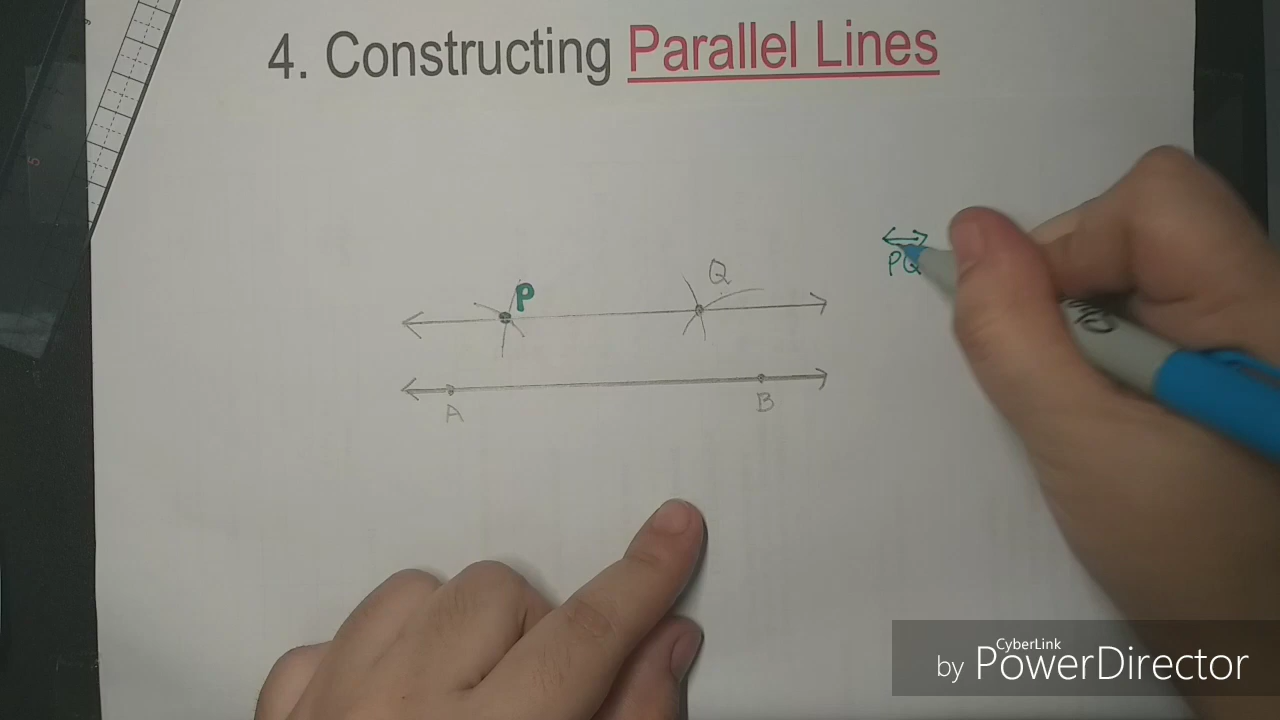 4. Constructing Parallel Lines
P
Q
PQ
A
B
CyberLink
by PowerDirector